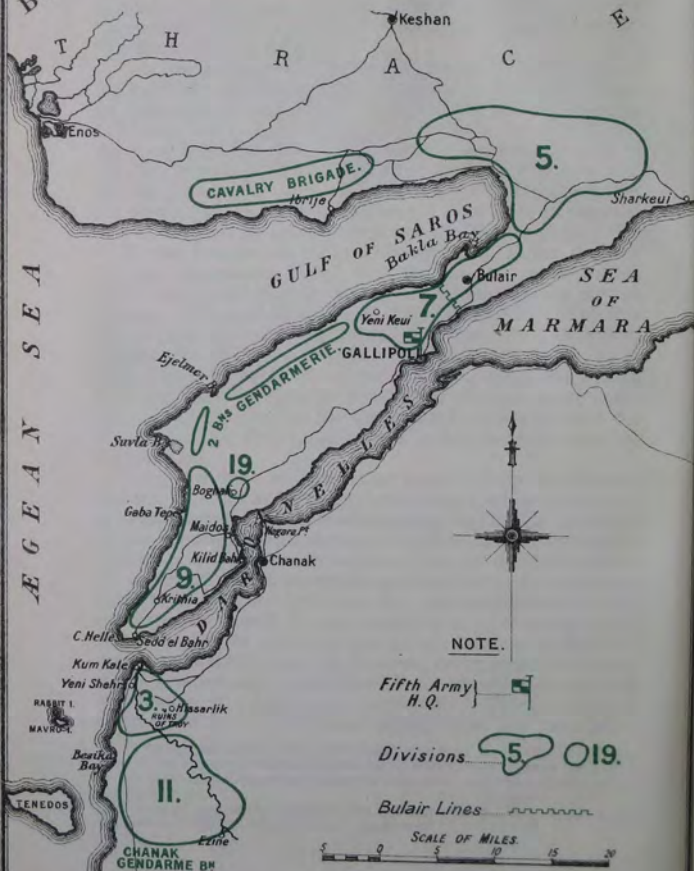 Keshan
T H R A C E
Enos
5.
CAVALRY BRIGADE.
Ibrije
Sharkeui
GULF OF SAROS
Bakla Bay
Bulair
SEA
OF
MARMARA
7.
Yeni Keui
GALLIPOLI
Ejelmer B.
2 BNS GENDARMERIE.
ÆGEAN SEA
Suvla B.
19.
Boghali
Gaba Tepe
Maidos
Nagara Pt.
Kilid Bahr
Chanak
DARDANELLES
9.
Krithia
C. Helles
Sedd el Bahr
Kum Kale
Yeni Shehr
3.
Hissarlik
RUINS
OF TROY
RABBIT I.
MAVRO I.
Besika
Bay
11.
TENEDOS
Ezine
CHANAK
GENDARME BN
NOTE.
Fifth Army
H.Q.
Divisions 5. 19.
Bulair Lines
SCALE OF MILES.
5 0 5 10 15 20